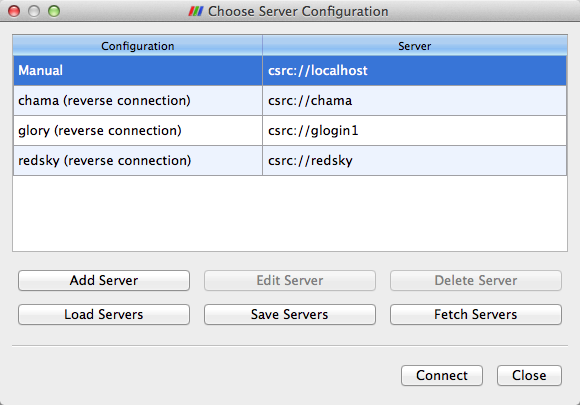 Choose Server Configuration
Configuration Server
Manual csrc://localhost
chama (reverse connection) csrc://chama
glory (reverse connection) csrc://glogin1
redsky (reverse connection) csrc://redsky
Add Server Edit Server Delete Server
Load Servers Save Servers Fetch Servers
Connect Close